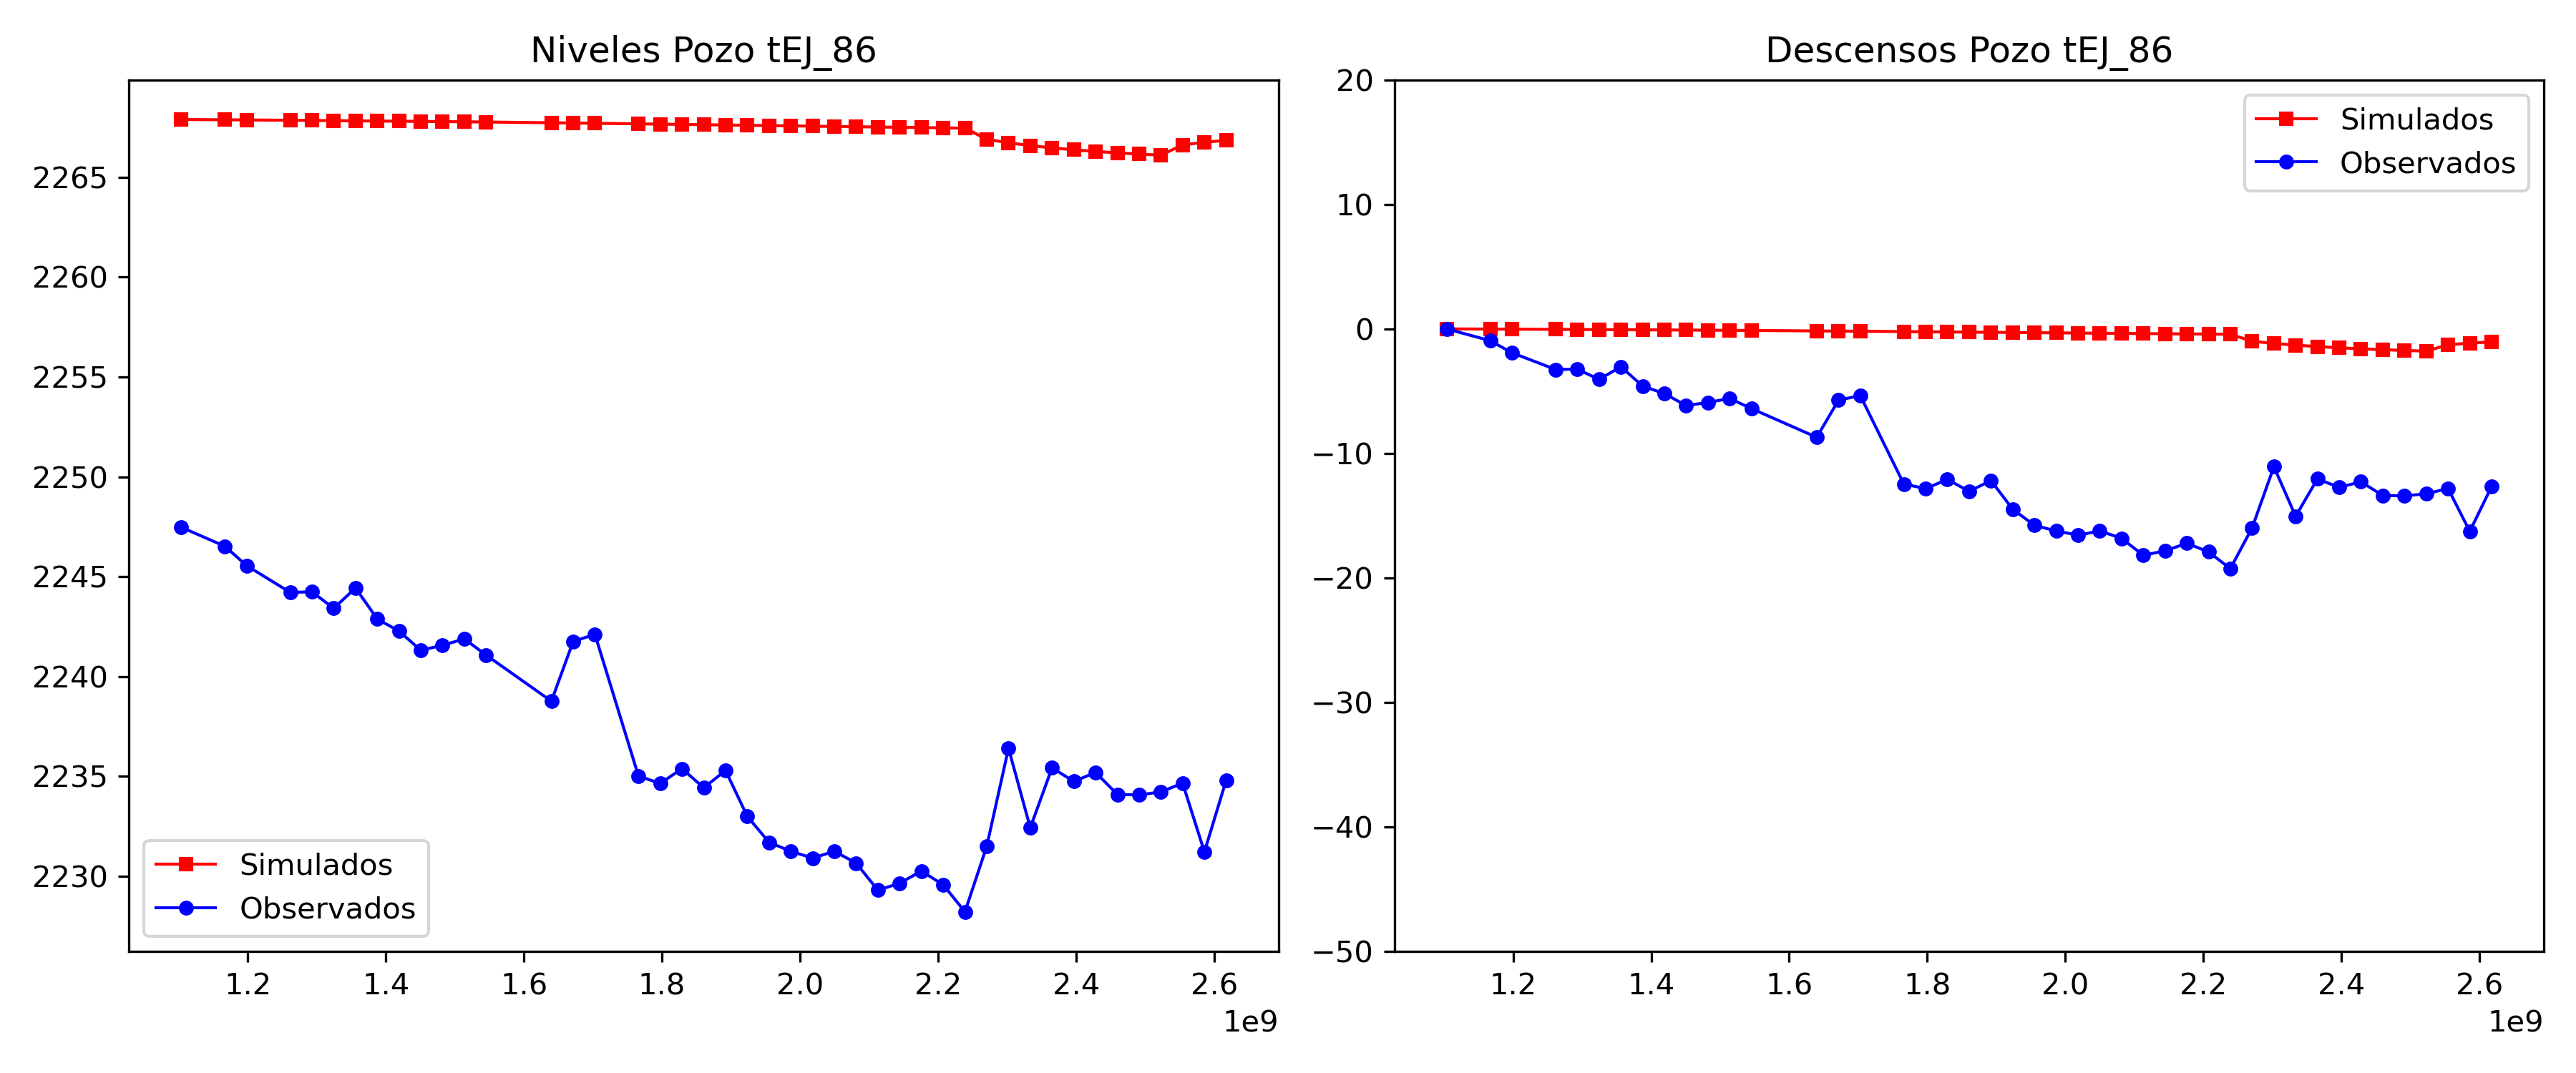 Niveles Pozo tEJ_86
2265
2260
2255
2250
2245
2240
2235
2230
Simulados
Observados
1.2 1.4 1.6 1.8 2.0 2.2 2.4 2.6
1e9
Descensos Pozo tEJ_86
20
10
0
−10
−20
−30
−40
−50
Simulados
Observados
1.2 1.4 1.6 1.8 2.0 2.2 2.4 2.6
1e9